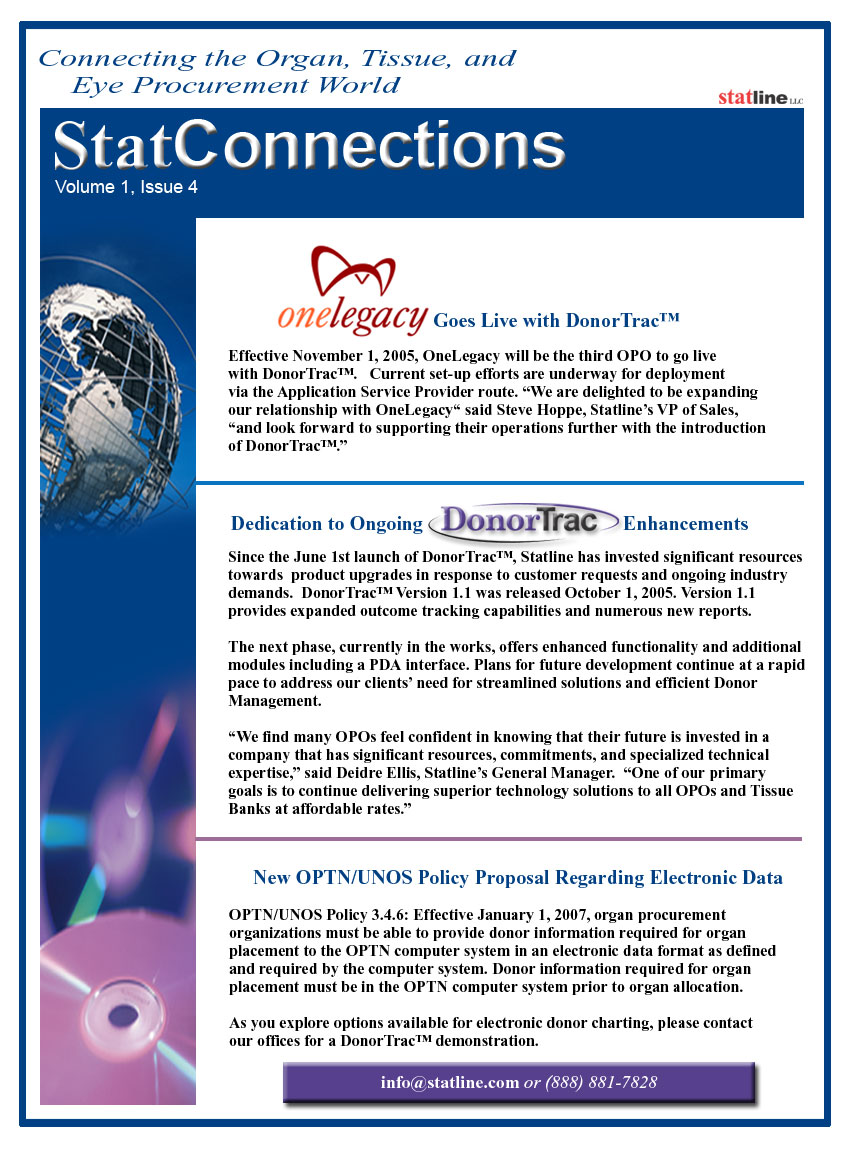 Connecting the Organ, Tissue, and
Eye Procurement World
statline LLC
StatConnections
Volume 1, Issue 4
onelegacy Goes Live with DonorTrac™
Effective November 1, 2005, OneLegacy will be the third OPO to go live
with DonorTrac™.   Current set-up efforts are underway for deployment
via the Application Service Provider route. “We are delighted to be expanding
our relationship with OneLegacy“ said Steve Hoppe, Statline’s VP of Sales,
“and look forward to supporting their operations further with the introduction
of DonorTrac™.”
Dedication to Ongoing DonorTrac Enhancements
Since the June 1st launch of DonorTrac™, Statline has invested significant resources
towards  product upgrades in response to customer requests and ongoing industry
demands.  DonorTrac™ Version 1.1 was released October 1, 2005. Version 1.1
provides expanded outcome tracking capabilities and numerous new reports.
The next phase, currently in the works, offers enhanced functionality and additional
modules including a PDA interface. Plans for future development continue at a rapid
pace to address our clients’ need for streamlined solutions and efficient Donor
Management.
“We find many OPOs feel confident in knowing that their future is invested in a
company that has significant resources, commitments, and specialized technical
expertise,” said Deidre Ellis, Statline’s General Manager.  “One of our primary
goals is to continue delivering superior technology solutions to all OPOs and Tissue
Banks at affordable rates.”
New OPTN/UNOS Policy Proposal Regarding Electronic Data
OPTN/UNOS Policy 3.4.6: Effective January 1, 2007, organ procurement
organizations must be able to provide donor information required for organ
placement to the OPTN computer system in an electronic data format as defined
and required by the computer system. Donor information required for organ
placement must be in the OPTN computer system prior to organ allocation.
As you explore options available for electronic donor charting, please contact
our offices for a DonorTrac™ demonstration.
info@statline.com or (888) 881-7828